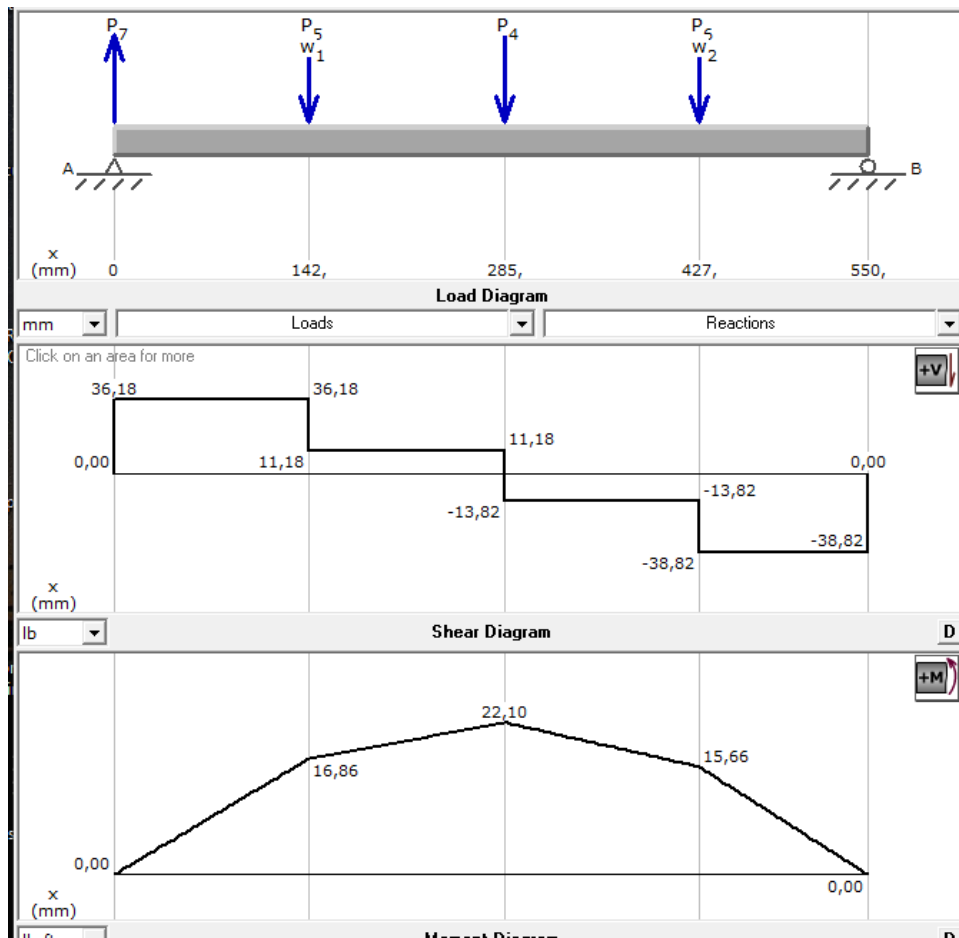 P7 P5 P4 P5
w1 w2
A B
x
(mm) 0 142, 285, 427, 550,
Load Diagram
mm Loads Reactions
Click on an area for more
+V
36,18 36,18
11,18
0,00 11,18 0,00
-13,82
-13,82
-38,82
-38,82
x
(mm)
lb Shear Diagram D
+M
22,10
15,66
16,86
0,00
0,00
x
(mm)
Moment Diagram D